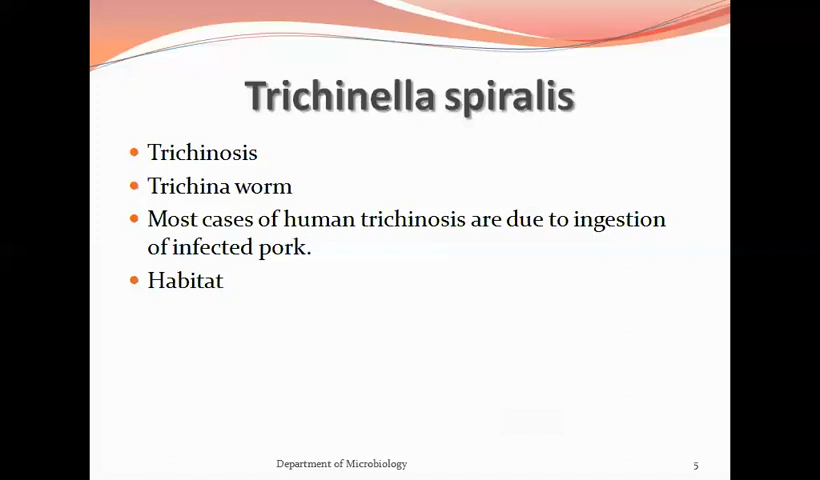 Trichinella spiralis
Trichinosis
Trichina worm
Most cases of human trichinosis are due to ingestion
of infected pork.
Habitat
Department of Microbiology
5